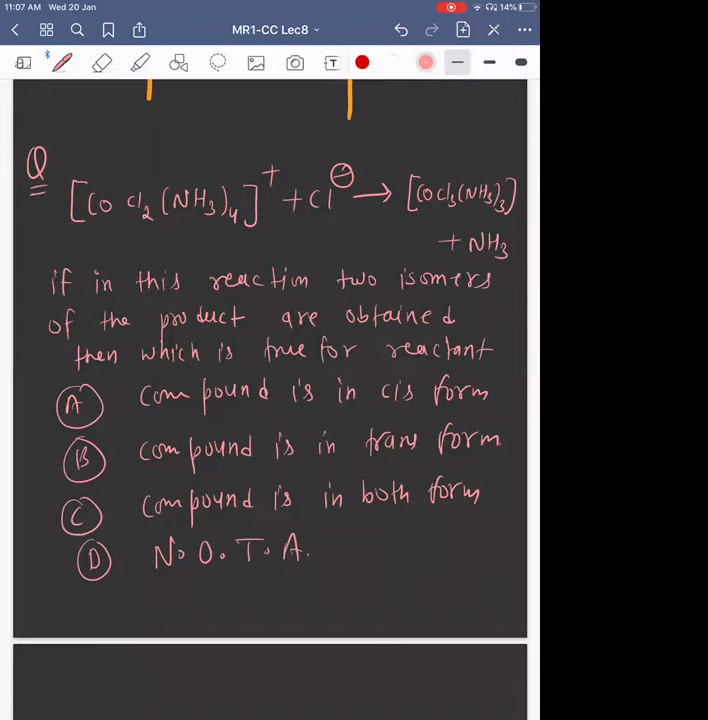 11:07 AM Wed 20 Jan 14%
MR1-CC Lec8
T
Q
[CO Cl2 (NH3)4]+ + Cl⊖ → [COCl3(NH3)3]
+ NH3
if in this reaction two isomers
of the product are obtained
then which is true for reactant
A compound is in cis form
B compound is in trans form
C compound is in both form
D N. O. T. A.